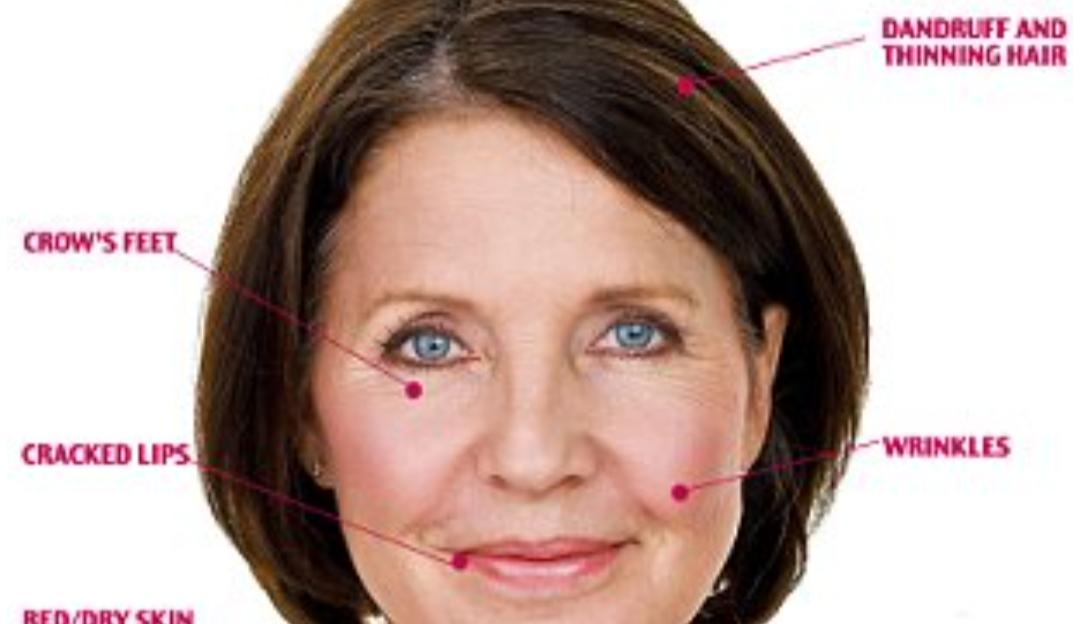 DANDRUFF AND
THINNING HAIR
CROW'S FEET
CRACKED LIPS
WRINKLES
RED/DRY SKIN